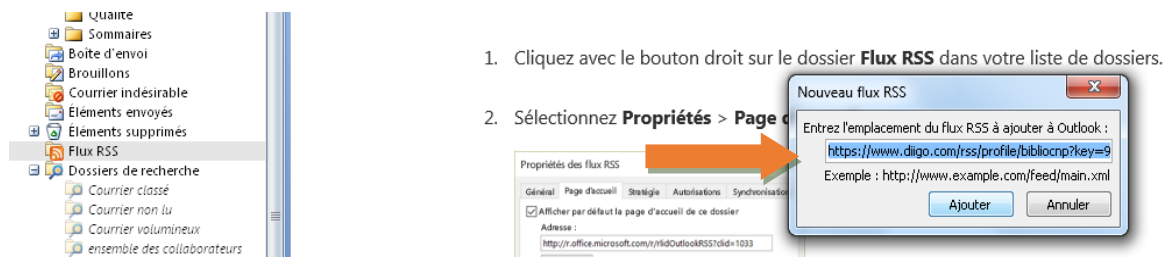 Qualité
Sommaires
Boîte d'envoi
Brouillons
Courrier indésirable
Éléments envoyés
Éléments supprimés
Flux RSS
Dossiers de recherche
Courrier classé
Courrier non lu
Courrier volumineux
ensemble des collaborateurs
1. Cliquez avec le bouton droit sur le dossier Flux RSS dans votre liste de dossiers.
2. Sélectionnez Propriétés > Page
Propriétés des flux RSS
Général Page d'accueil Stratégie Autorisations Synchronisation
Afficher par défaut la page d'accueil de ce dossier
Adresse :
http://r.office.microsoft.com/r/rlidOutlookRSS?clid=1033
Nouveau flux RSS
Entrez l'emplacement du flux RSS à ajouter à Outlook :
https://www.diigo.com/rss/profile/bibliocnp?key=9
Exemple : http://www.example.com/feed/main.xml
Ajouter Annuler